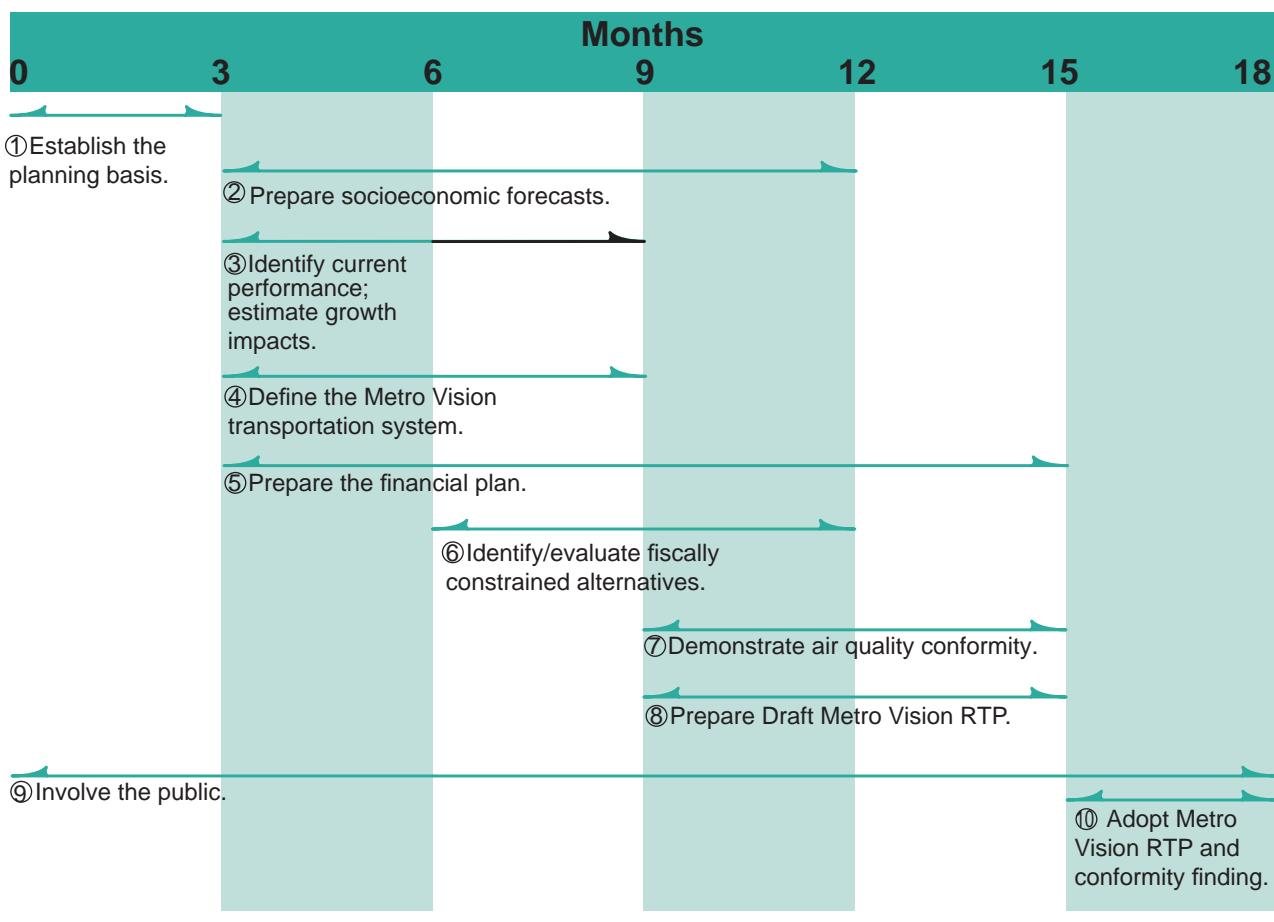 Months
0 3 6 9 12 15 18
①Establish the
planning basis.
② Prepare socioeconomic forecasts.
③Identify current
performance;
estimate growth
impacts.
④Define the Metro Vision
transportation system.
⑤Prepare the financial plan.
⑥Identify/evaluate fiscally
constrained alternatives.
⑦Demonstrate air quality conformity.
⑧Prepare Draft Metro Vision RTP.
⑨Involve the public.
⑩ Adopt Metro
Vision RTP and
conformity finding.